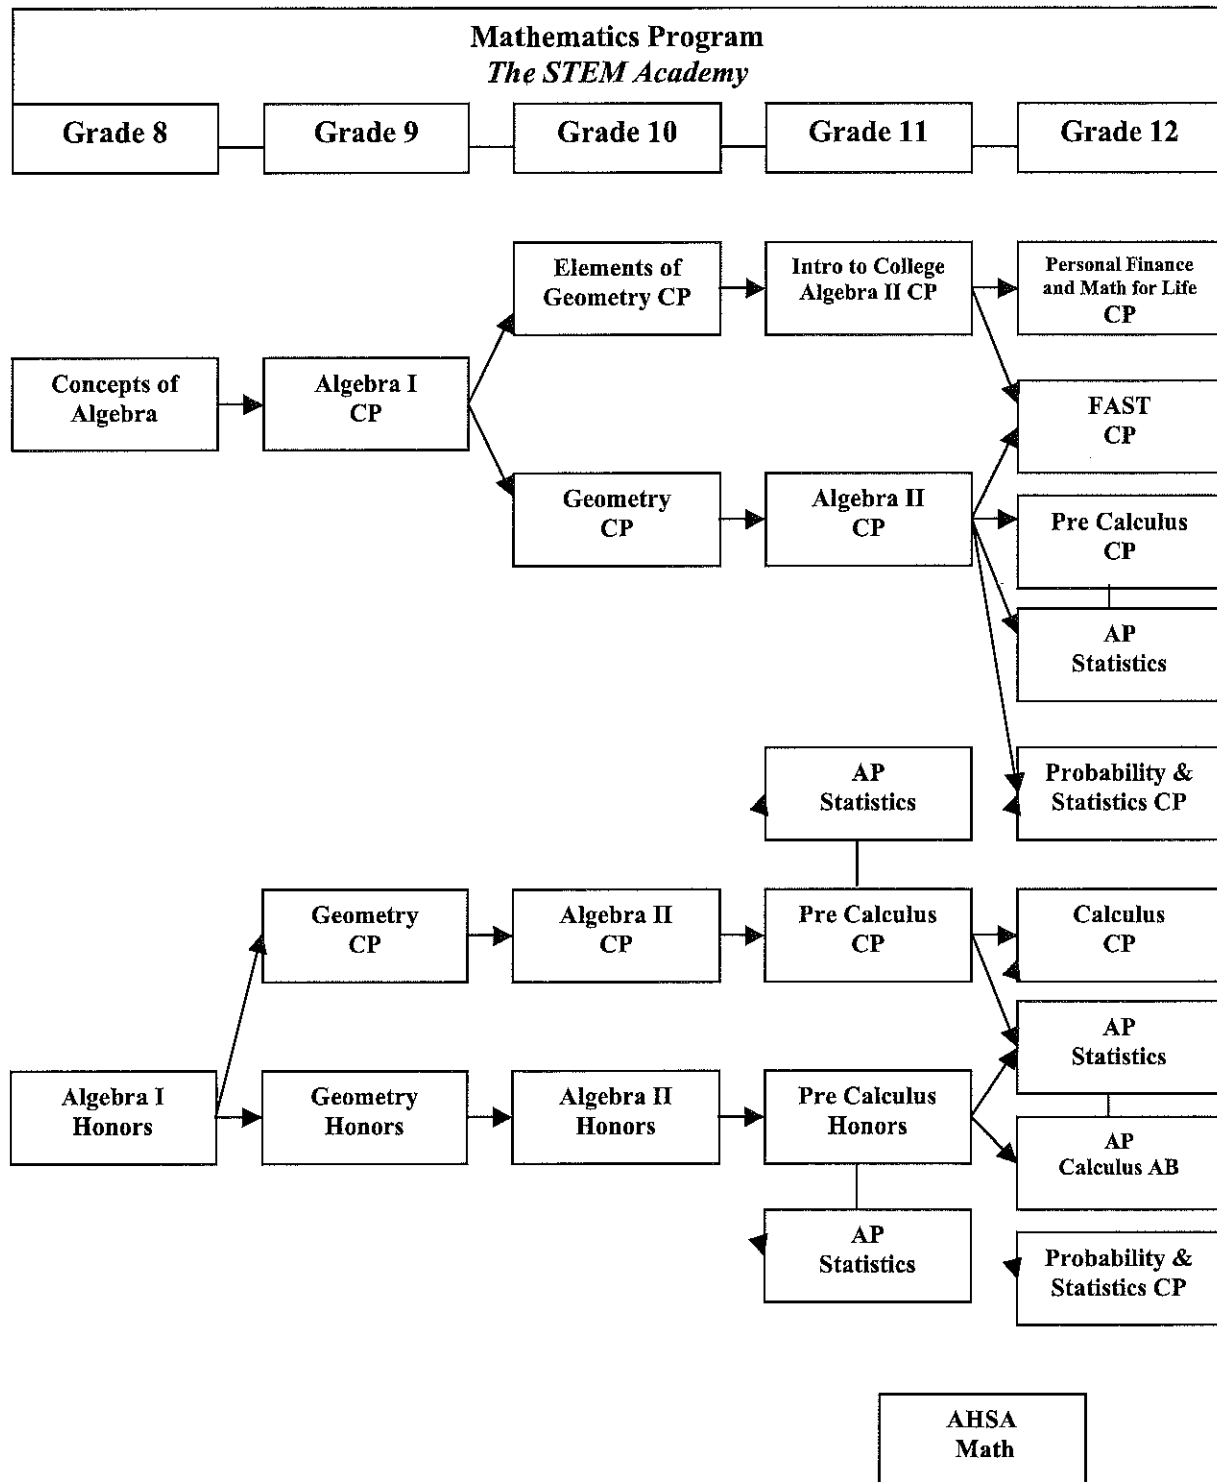 Mathematics Program
The STEM Academy
Grade 8
Grade 9
Grade 10
Grade 11
Grade 12
Elements of
Geometry CP
Intro to College
Algebra II CP
Personal Finance
and Math for Life
CP
Concepts of
Algebra
Algebra I
CP
FAST
CP
Geometry
CP
Algebra II
CP
Pre Calculus
CP
AP
Statistics
AP
Statistics
Probability &
Statistics CP
Geometry
CP
Algebra II
CP
Pre Calculus
CP
Calculus
CP
AP
Statistics
Algebra I
Honors
Geometry
Honors
Algebra II
Honors
Pre Calculus
Honors
AP
Calculus AB
AP
Statistics
Probability &
Statistics CP
AHSA
Math